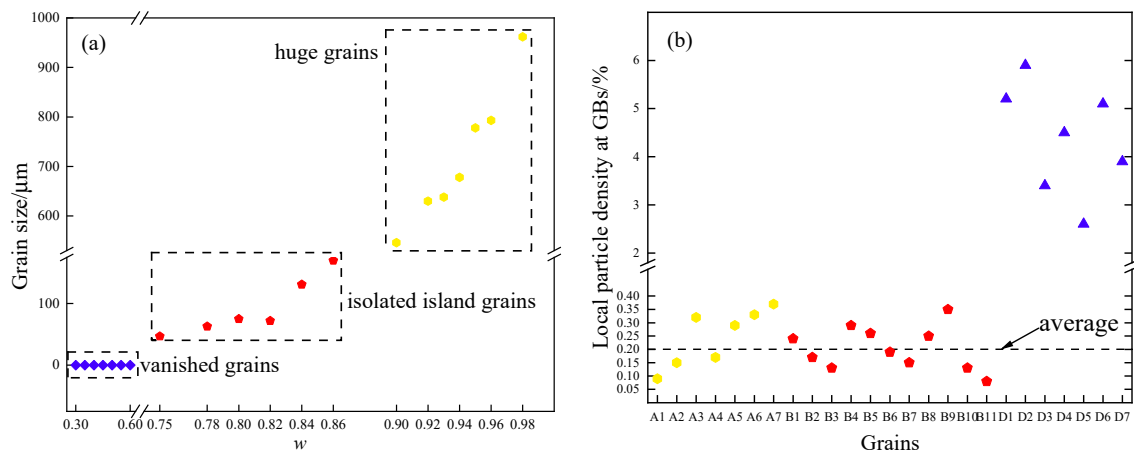 (a)
1000
900
800
700
600
100
0
Grain size/μm
huge grains
isolated island grains
vanished grains
0.30 0.60 0.75 0.78 0.80 0.82 0.84 0.86 0.90 0.92 0.94 0.96 0.98
w
(b)
6
5
4
3
2
0.40
0.35
0.30
0.25
0.20
0.15
0.10
0.05
Local particle density at GBs/%
average
A1 A2 A3 A4 A5 A6 A7 B1 B2 B3 B4 B5 B6 B7 B8 B9 B10 B11 D1 D2 D3 D4 D5 D6 D7
Grains